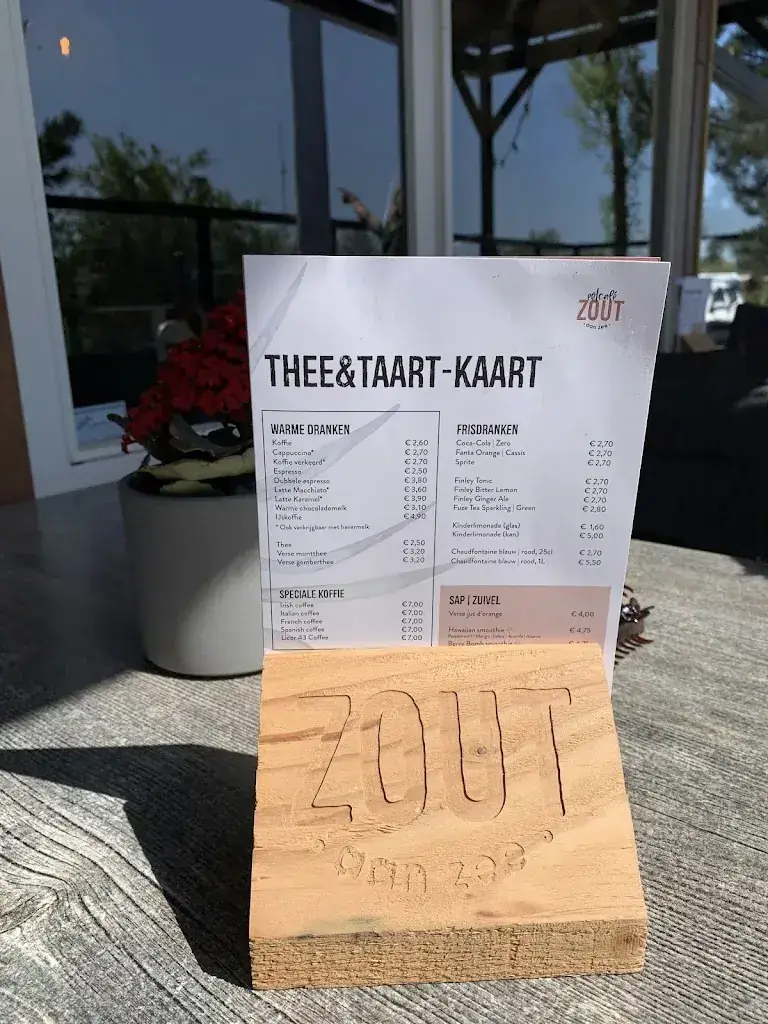 eetcafé
ZOUT
• aan zee •
THEE&TAART-KAART
WARME DRANKEN
Koffie € 2,60
Cappuccino* € 2,70
Koffie verkeerd* € 2,70
Espresso € 2,50
Dubbele espresso € 3,80
Latte Macchiato* € 3,60
Latte Karamel* € 3,90
Warme chocolademelk € 3,10
IJskoffie € 4,90
* Ook verkrijgbaar met havermelk
Thee € 2,50
Verse muntthee € 3,20
Verse gemberthee € 3,20
SPECIALE KOFFIE
Irish coffee €7,00
Italian coffee €7,00
French coffee €7,00
Spanish coffee €7,00
Licor 43 Coffee €7,00
FRISDRANKEN
Coca-Cola | Zero € 2,70
Fanta Orange | Cassis € 2,70
Sprite € 2,70
Finley Tonic € 2,70
Finley Bitter Lemon € 2,70
Finley Ginger Ale € 2,70
Fuze Tea Sparkling | Green € 2,80
Kinderlimonade (glas) € 1,60
Kinderlimonade (kan) € 5,00
Chaudfontaine blauw | rood, 25cl € 2,70
Chaudfontaine blauw | rood, 1L € 5,50
SAP | ZUIVEL
Verse jus d'orange € 4,00
Hawaiian smoothie € 4,75
Berry Bomb smoothie
ZOUT
• aan zee •